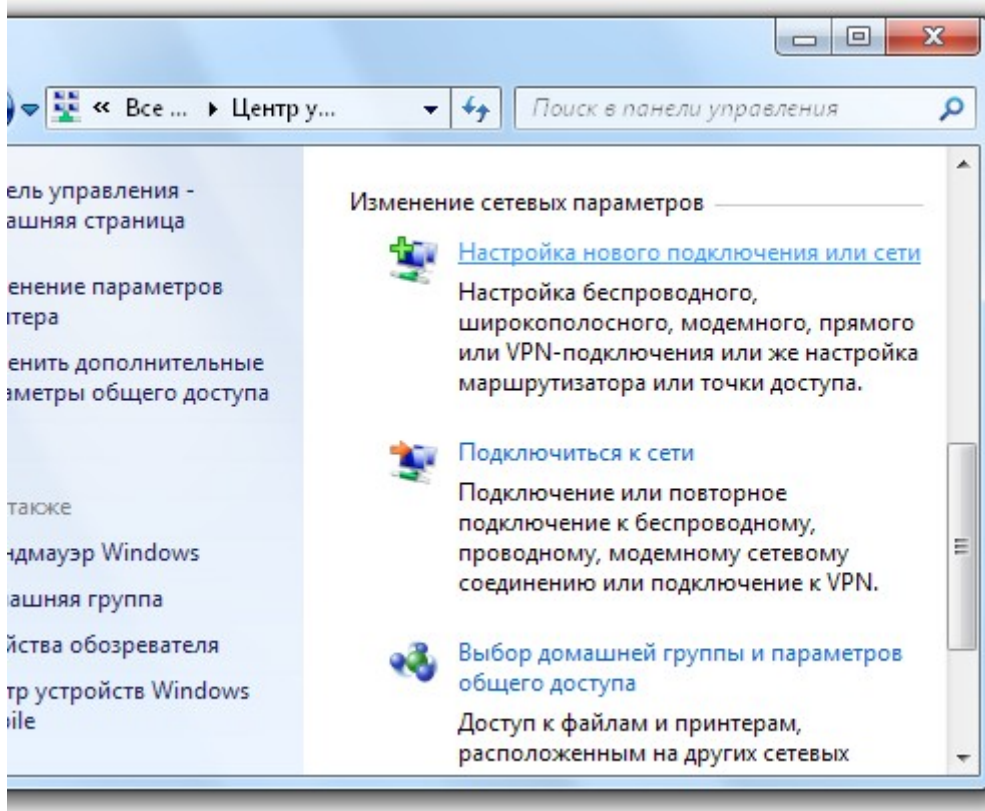 « Все ... ▸ Центр у...
Поиск в панели управления
ель управления -
ашняя страница
енение параметров
птера
енить дополнительные
аметры общего доступа
также
ндмауэр Windows
ашняя группа
йства обозревателя
тр устройств Windows
bile
Изменение сетевых параметров
Настройка нового подключения или сети
Настройка беспроводного,
широкополосного, модемного, прямого
или VPN-подключения или же настройка
маршрутизатора или точки доступа.
Подключиться к сети
Подключение или повторное
подключение к беспроводному,
проводному, модемному сетевому
соединению или подключение к VPN.
Выбор домашней группы и параметров
общего доступа
Доступ к файлам и принтерам,
расположенным на других сетевых